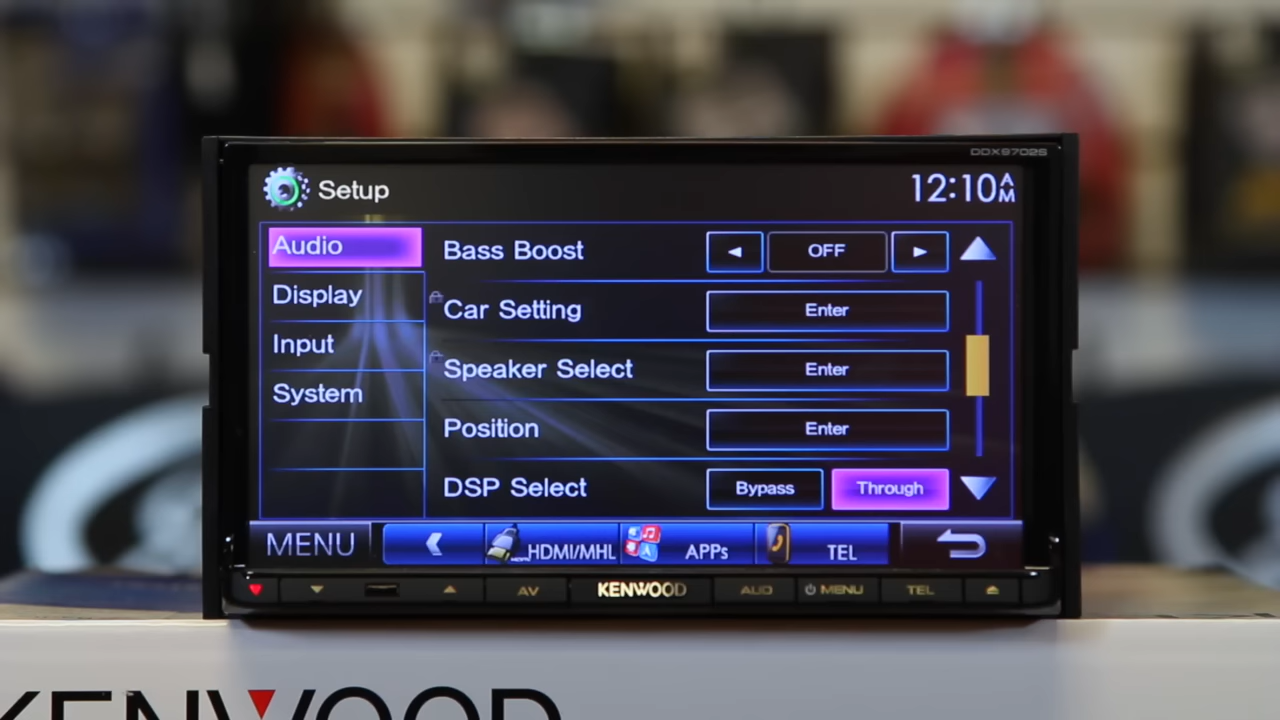 DDX9702S
Setup
12:10AM
Audio
Display
Input
System
Bass Boost ◄ OFF ►
Car Setting Enter
Speaker Select Enter
Position Enter
DSP Select Bypass Through
MENU HDMI/MHL APPs TEL
AV KENWOOD AUD MENU TEL
KENWOOD